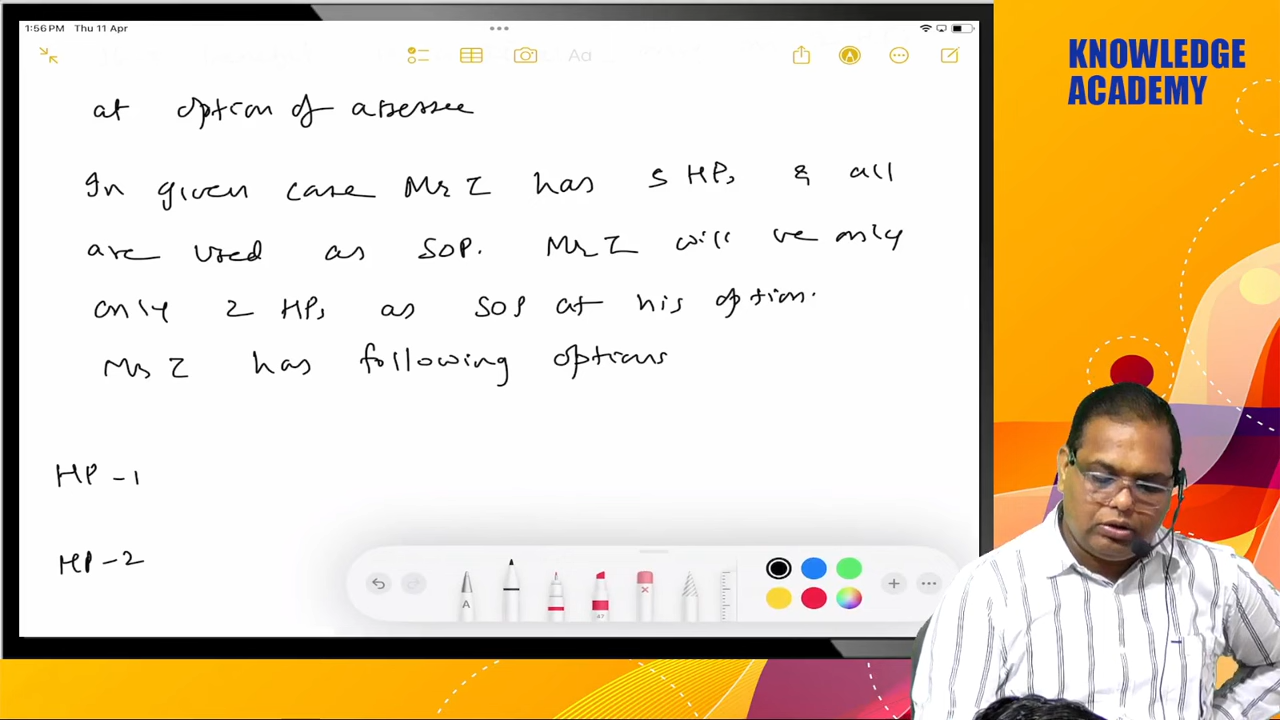 1:56 PM Thu 11 Apr
KNOWLEDGE
ACADEMY
Aa
at option of assessee
In given case Mr Z has 5 HPs & all
are used as SOP. Mr Z will only
only 2 HPs as SOP at his option.
Mr Z has following options
HP - 1
HP - 2
A